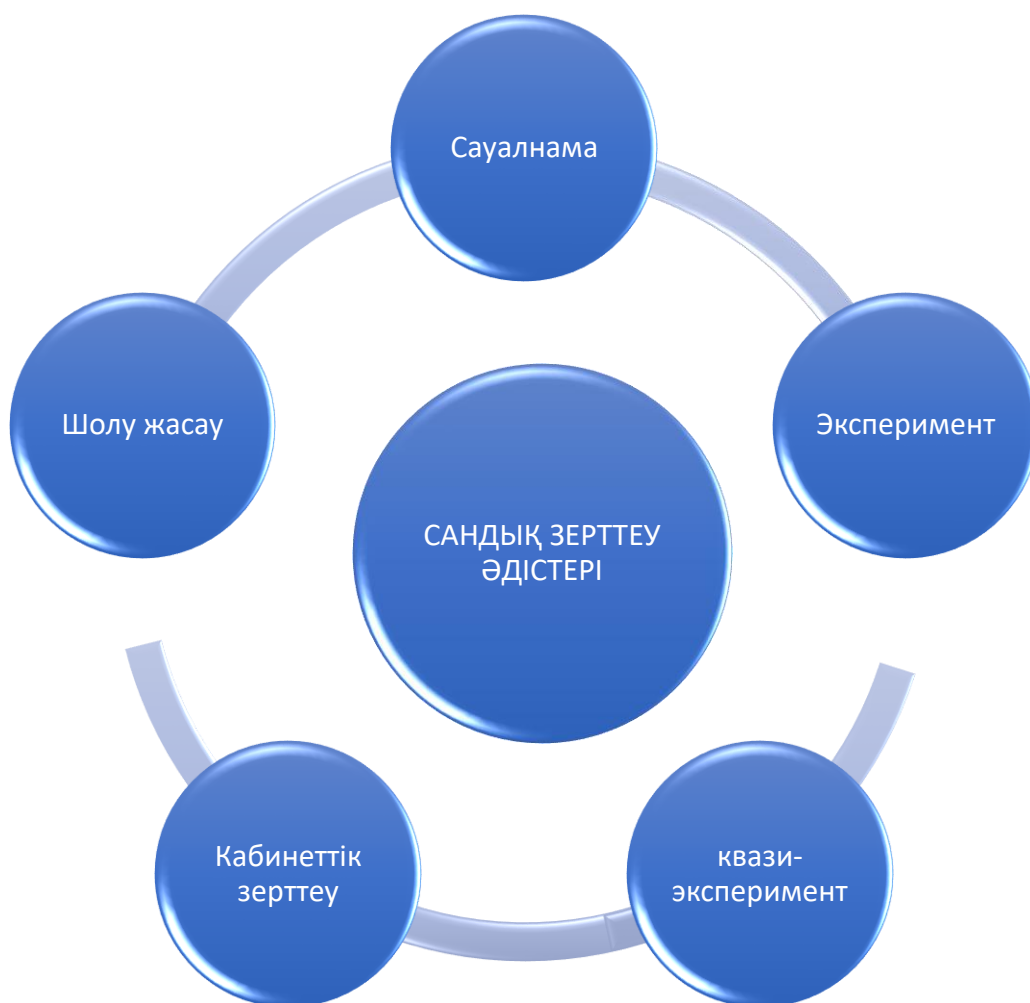 Сауалнама
Шолу жасау
Эксперимент
САНДЫҚ ЗЕРТТЕУ
ӘДІСТЕРІ
Кабинеттік
зерттеу
квази-
эксперимент